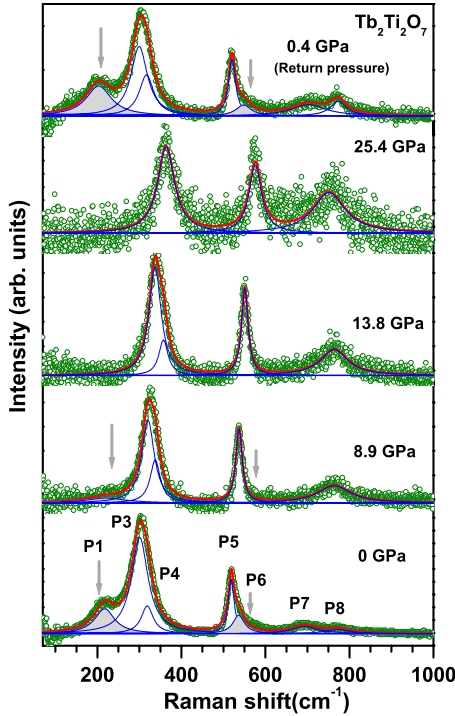 Tb₂Ti₂O₇
0.4 GPa
(Return pressure)
25.4 GPa
13.8 GPa
8.9 GPa
0 GPa
P1
P3
P4
P5
P6
P7
P8
Intensity (arb. units)
200 400 600 800 1000
Raman shift(cm⁻¹)